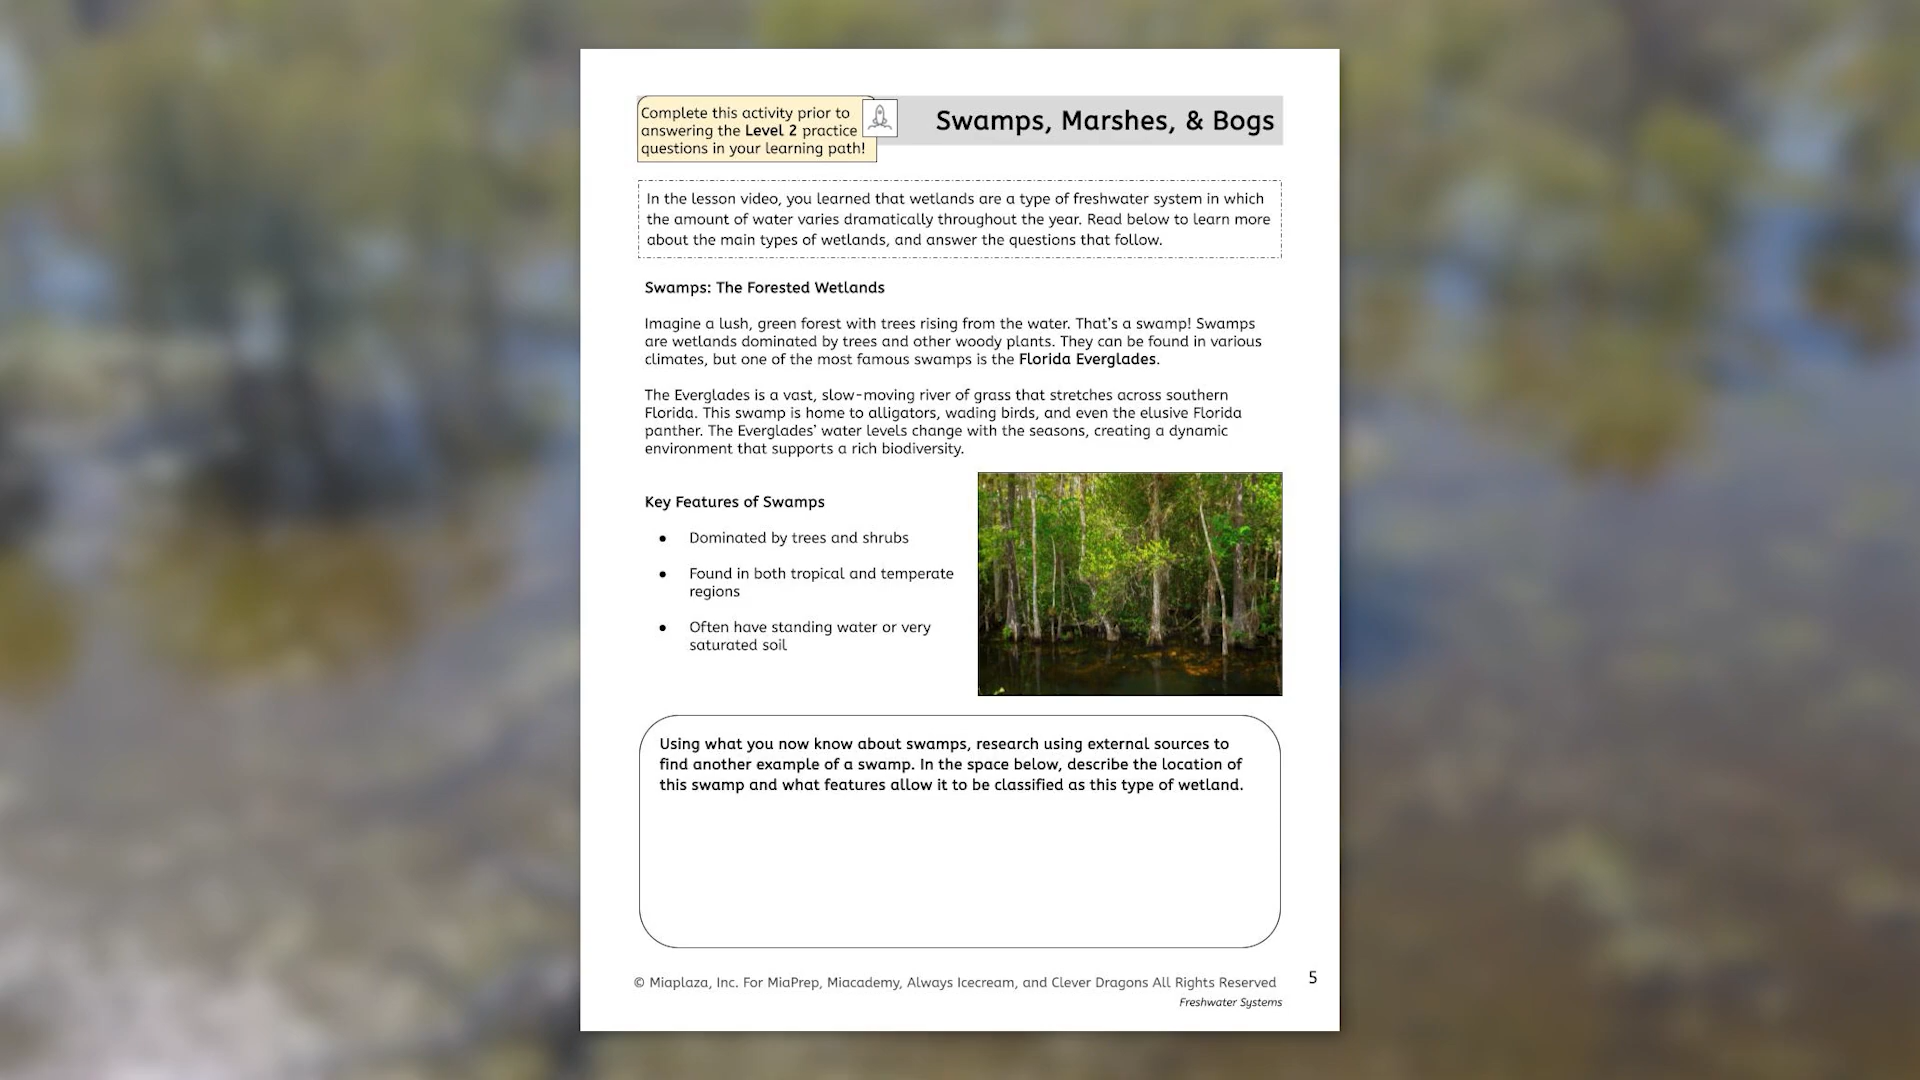 Complete this activity prior to
answering the Level 2 practice
questions in your learning path!
Swamps, Marshes, & Bogs
In the lesson video, you learned that wetlands are a type of freshwater system in which
the amount of water varies dramatically throughout the year. Read below to learn more
about the main types of wetlands, and answer the questions that follow.
Swamps: The Forested Wetlands
Imagine a lush, green forest with trees rising from the water. That's a swamp! Swamps
are wetlands dominated by trees and other woody plants. They can be found in various
climates, but one of the most famous swamps is the Florida Everglades.
The Everglades is a vast, slow-moving river of grass that stretches across southern
Florida. This swamp is home to alligators, wading birds, and even the elusive Florida
panther. The Everglades' water levels change with the seasons, creating a dynamic
environment that supports a rich biodiversity.
Key Features of Swamps
● Dominated by trees and shrubs
● Found in both tropical and temperate
regions
● Often have standing water or very
saturated soil
Using what you now know about swamps, research using external sources to
find another example of a swamp. In the space below, describe the location of
this swamp and what features allow it to be classified as this type of wetland.
© Miaplaza, Inc. For MiaPrep, Miacademy, Always Icecream, and Clever Dragons All Rights Reserved
5
Freshwater Systems